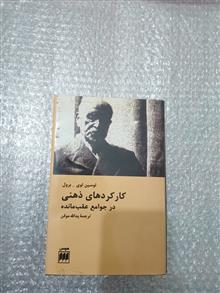 لوسین لوی _ برول
کارکردهای ذهنی
در جوامع عقب‌مانده
ترجمهٔ یدالله موقن